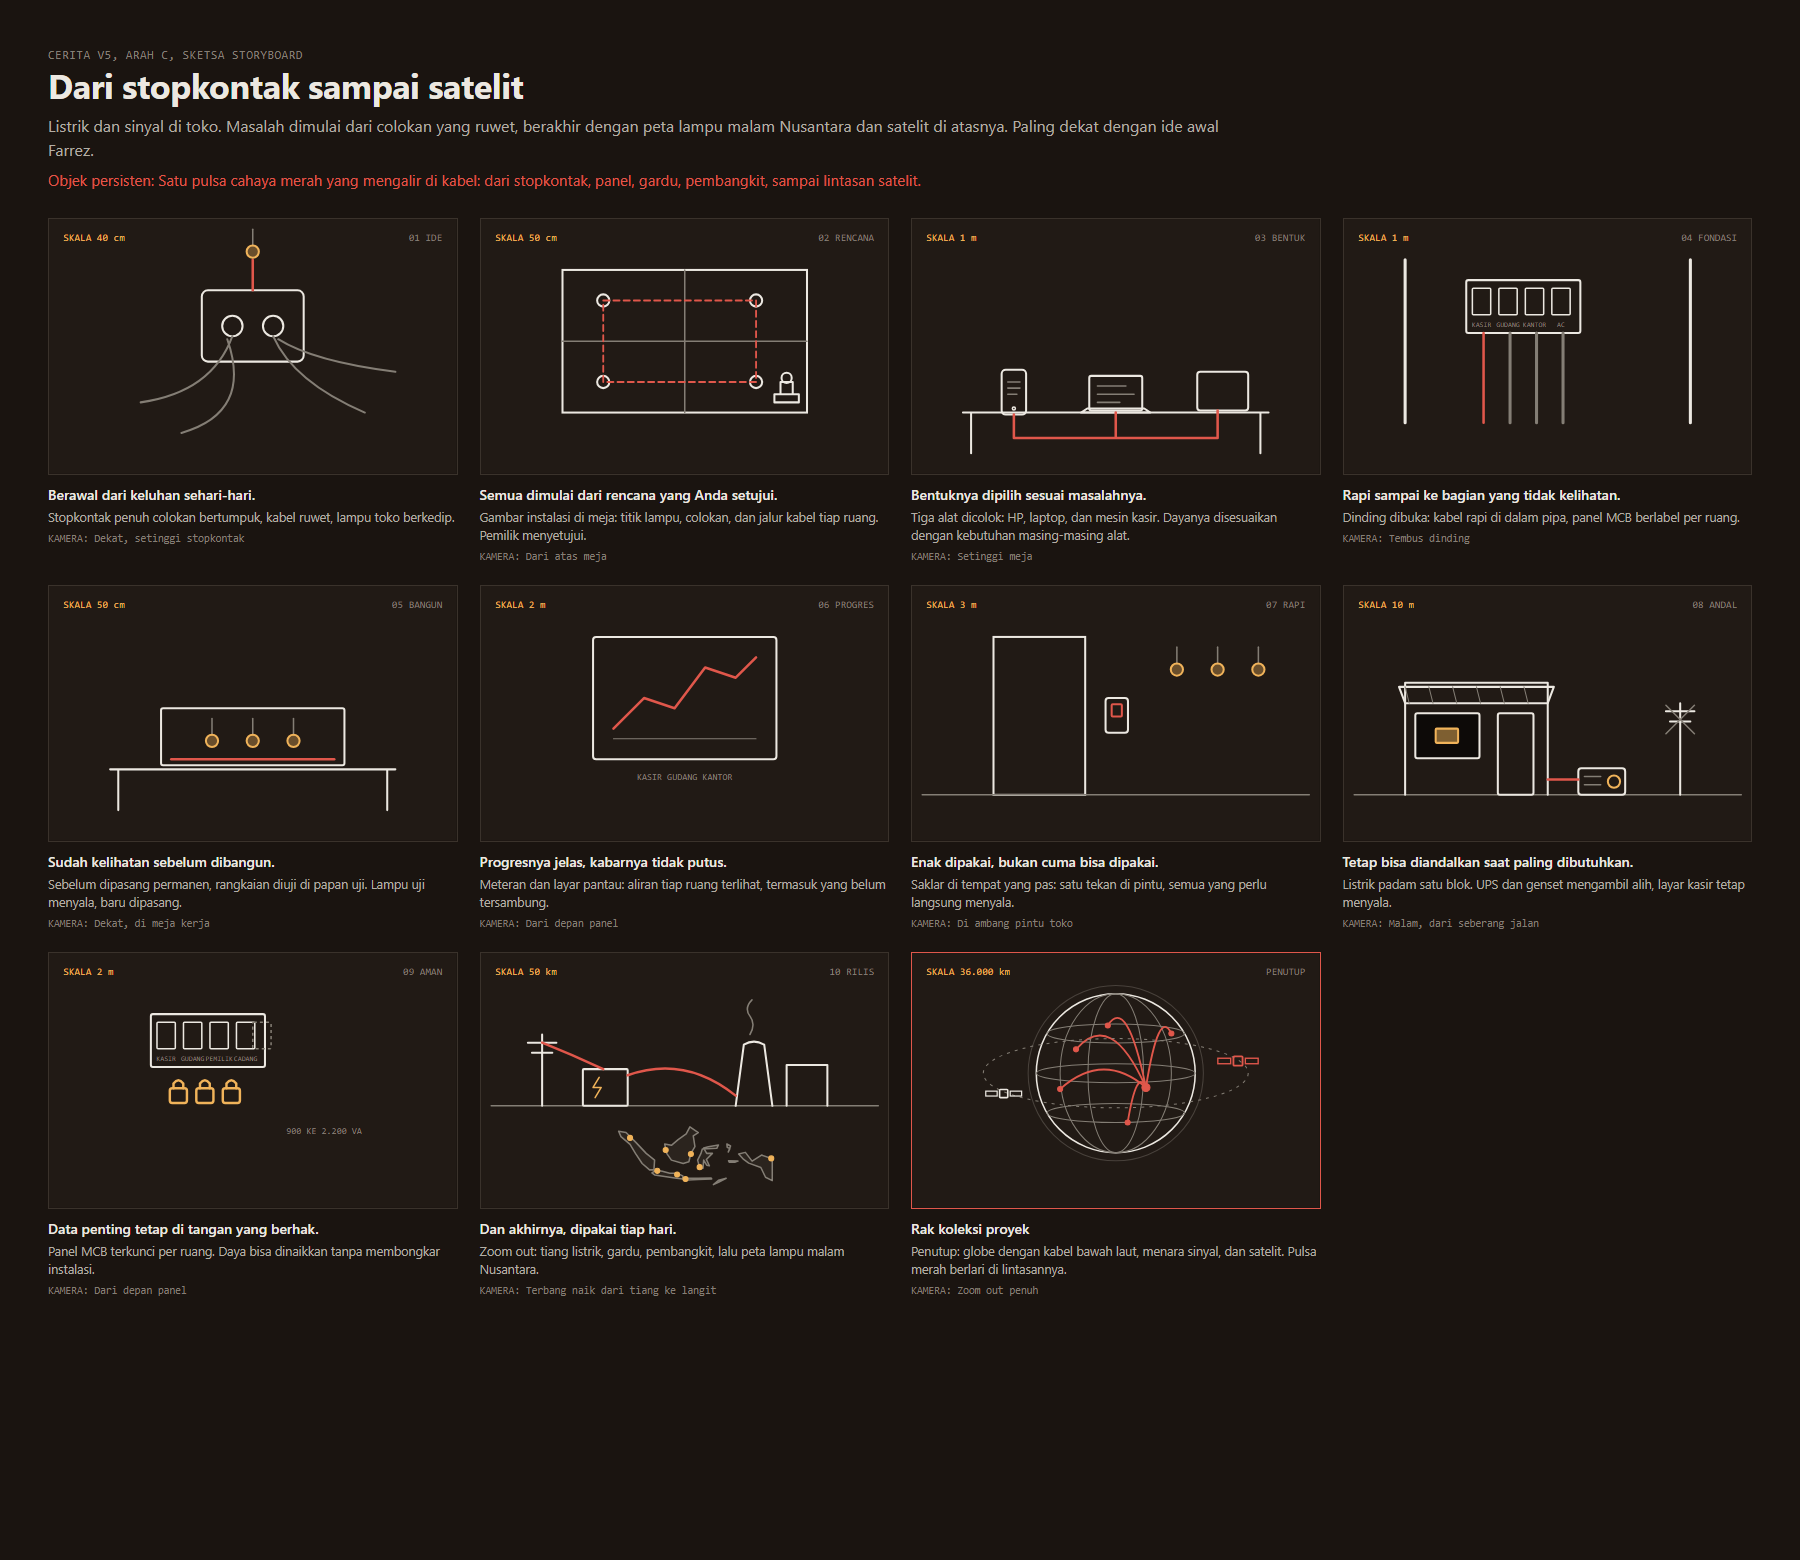 CERITA V5, ARAH C, SKETSA STORYBOARD
Dari stopkontak sampai satelit
Listrik dan sinyal di toko. Masalah dimulai dari colokan yang ruwet, berakhir dengan peta lampu malam Nusantara dan satelit di atasnya. Paling dekat dengan ide awal
Farrez.
Objek persisten: Satu pulsa cahaya merah yang mengalir di kabel: dari stopkontak, panel, gardu, pembangkit, sampai lintasan satelit.
SKALA 40 cm
01 IDE
Berawal dari keluhan sehari-hari.
Stopkontak penuh colokan bertumpuk, kabel ruwet, lampu toko berkedip.
KAMERA: Dekat, setinggi stopkontak
SKALA 50 cm
02 RENCANA
Semua dimulai dari rencana yang Anda setujui.
Gambar instalasi di meja: titik lampu, colokan, dan jalur kabel tiap ruang.
Pemilik menyetujui.
KAMERA: Dari atas meja
SKALA 1 m
03 BENTUK
Bentuknya dipilih sesuai masalahnya.
Tiga alat dicolok: HP, laptop, dan mesin kasir. Dayanya disesuaikan
dengan kebutuhan masing-masing alat.
KAMERA: Setinggi meja
SKALA 1 m
04 FONDASI
KASIR GUDANG KANTOR AC
Rapi sampai ke bagian yang tidak kelihatan.
Dinding dibuka: kabel rapi di dalam pipa, panel MCB berlabel per ruang.
KAMERA: Tembus dinding
SKALA 50 cm
05 BANGUN
Sudah kelihatan sebelum dibangun.
Sebelum dipasang permanen, rangkaian diuji di papan uji. Lampu uji
menyala, baru dipasang.
KAMERA: Dekat, di meja kerja
SKALA 2 m
06 PROGRES
KASIR GUDANG KANTOR
Progresnya jelas, kabarnya tidak putus.
Meteran dan layar pantau: aliran tiap ruang terlihat, termasuk yang belum
tersambung.
KAMERA: Dari depan panel
SKALA 3 m
07 RAPI
Enak dipakai, bukan cuma bisa dipakai.
Saklar di tempat yang pas: satu tekan di pintu, semua yang perlu
langsung menyala.
KAMERA: Di ambang pintu toko
SKALA 10 m
08 ANDAL
Tetap bisa diandalkan saat paling dibutuhkan.
Listrik padam satu blok. UPS dan genset mengambil alih, layar kasir tetap
menyala.
KAMERA: Malam, dari seberang jalan
SKALA 2 m
09 AMAN
KASIR GUDANG PEMILIK CADANG
900 KE 2.200 VA
Data penting tetap di tangan yang berhak.
Panel MCB terkunci per ruang. Daya bisa dinaikkan tanpa membongkar
instalasi.
KAMERA: Dari depan panel
SKALA 50 km
10 RILIS
Dan akhirnya, dipakai tiap hari.
Zoom out: tiang listrik, gardu, pembangkit, lalu peta lampu malam
Nusantara.
KAMERA: Terbang naik dari tiang ke langit
SKALA 36.000 km
PENUTUP
Rak koleksi proyek
Penutup: globe dengan kabel bawah laut, menara sinyal, dan satelit. Pulsa
merah berlari di lintasannya.
KAMERA: Zoom out penuh